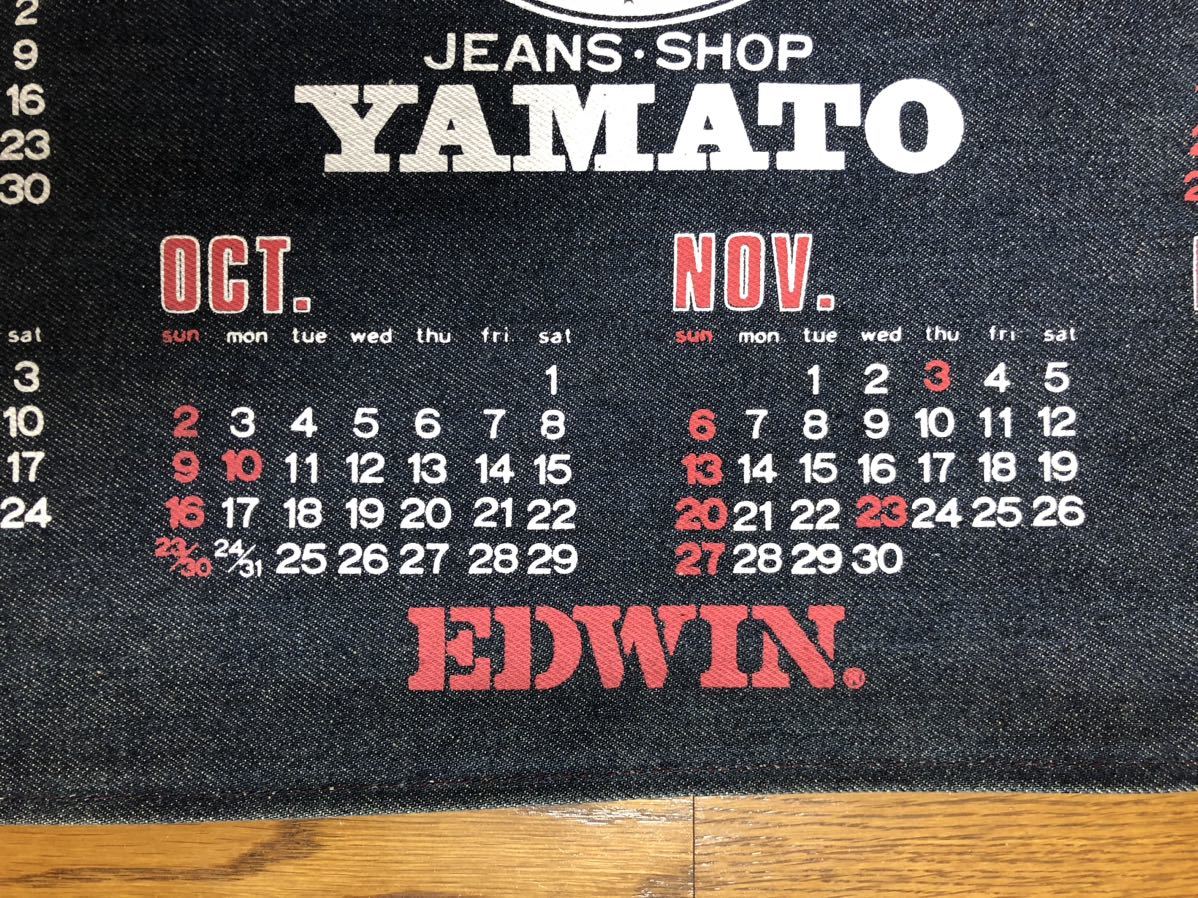 2
9
16
23
30
JEANS·SHOP
YAMATO
sat
3
10
17
24
OCT.
sun mon tue wed thu fri sat
1
2 3 4 5 6 7 8
9 10 11 12 13 14 15
16 17 18 19 20 21 22
23/30 24/31 25 26 27 28 29
NOV.
sun mon tue wed thu fri sat
1 2 3 4 5
6 7 8 9 10 11 12
13 14 15 16 17 18 19
20 21 22 23 24 25 26
27 28 29 30
EDWIN.®